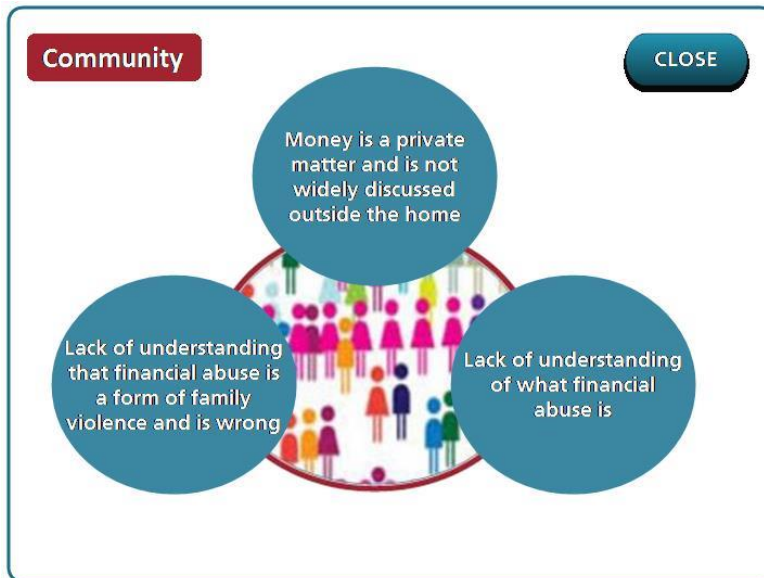 Community
CLOSE
Money is a private
matter and is not
widely discussed
outside the home
Lack of understanding
that financial abuse is
a form of family
violence and is wrong
Lack of understanding
of what financial
abuse is